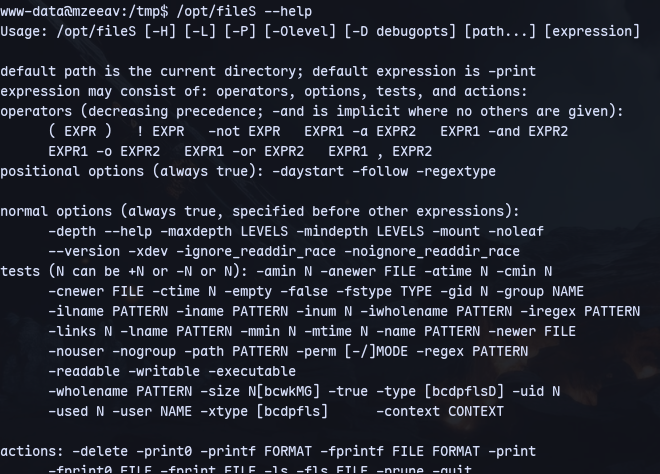 www-data@mzeeav:/tmp$ /opt/fileS --help
Usage: /opt/fileS [-H] [-L] [-P] [-Olevel] [-D debugopts] [path...] [expression]
default path is the current directory; default expression is -print
expression may consist of: operators, options, tests, and actions:
operators (decreasing precedence; -and is implicit where no others are given):
( EXPR ) ! EXPR -not EXPR EXPR1 -a EXPR2 EXPR1 -and EXPR2
EXPR1 -o EXPR2 EXPR1 -or EXPR2 EXPR1 , EXPR2
positional options (always true): -daystart -follow -regextype
normal options (always true, specified before other expressions):
-depth --help -maxdepth LEVELS -mindepth LEVELS -mount -noleaf
--version -xdev -ignore_readdir_race -noignore_readdir_race
tests (N can be +N or -N or N): -amin N -anewer FILE -atime N -cmin N
-cnewer FILE -ctime N -empty -false -fstype TYPE -gid N -group NAME
-ilname PATTERN -iname PATTERN -inum N -iwholename PATTERN -iregex PATTERN
-links N -lname PATTERN -mmin N -mtime N -name PATTERN -newer FILE
-nouser -nogroup -path PATTERN -perm [-/]MODE -regex PATTERN
-readable -writable -executable
-wholename PATTERN -size N[bcwkMG] -true -type [bcdpflsD] -uid N
-used N -user NAME -xtype [bcdpfls] -context CONTEXT
actions: -delete -print0 -printf FORMAT -fprintf FILE FORMAT -print
-fprint0 FILE -fprint FILE -ls -fls FILE -prune -quit